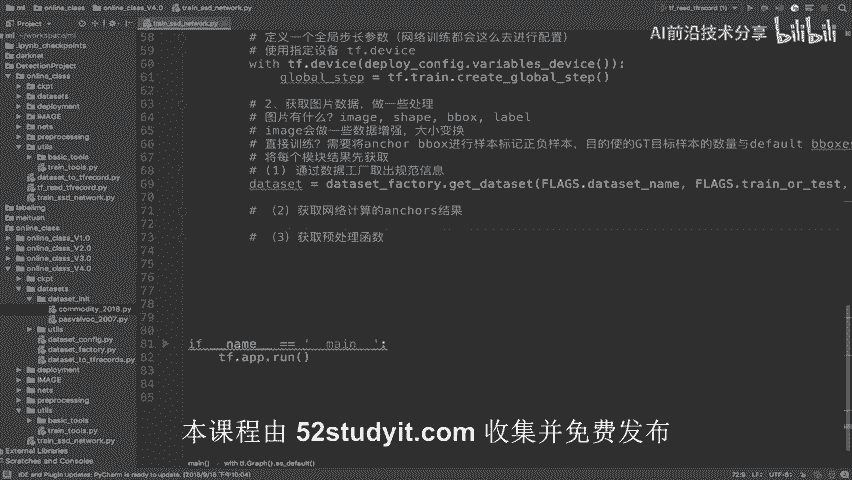 ml online_class online_class_V4.0 train_ssd_network.py
tf_read_tfrecord (1)
AI前沿技术分享 bilibili
Project
train_ssd_network.py
ml ~/workspace/ml
.ipynb_checkpoints
darknet
DetectionProject
online_class
ckpt
datasets
deployment
IMAGE
nets
preprocessing
utils
basic_tools
train_tools.py
dataset_to_tfrecord.py
tf_read_tfrecord.py
train_ssd_network.py
labelimg
meituan
online_class
online_class_V1.0
online_class_V2.0
online_class_V3.0
online_class_V4.0
ckpt
datasets
dataset_init
commodity_2018.py
pasvalvoc_2007.py
utils
dataset_config.py
dataset_factory.py
dataset_to_tfrecords.py
deployment
IMAGE
nets
preprocessing
utils
basic_tools
train_tools.py
train_ssd_network.py
External Libraries
Scratches and Consoles
58 # 定义一个全局步长参数（网络训练都会这么去进行配置）
59 # 使用指定设备 tf.device
60 with tf.device(deploy_config.variables_device()):
61 global_step = tf.train.create_global_step()
62
63 # 2、获取图片数据，做一些处理
64 # 图片有什么？image, shape, bbox, label
65 # image会做一些数据增强，大小变换
66 # 直接训练？需要将anchor bbox进行样本标记正负样本、目的使的GT目标样本的数量与default bboxes
67 # 将每个模块结果先获取
68 # (1) 通过数据工厂取出规范信息
69 dataset = dataset_factory.get_dataset(FLAGS.dataset_name, FLAGS.train_or_test,
70
71 # （2）获取网络计算的anchors结果
72
73 # （3）获取预处理函数
74
75
76
77
78
79
80
81 if __name__ == '__main__':
82 tf.app.run()
83
84
85
本课程由 52studyit.com 收集并免费发布
main() with tf.Graph().as_default()
IDE and Plugin Updates: PyCharm is ready to update. (2018/9/18 下午10:04)
72:9 LF: UTF-8: